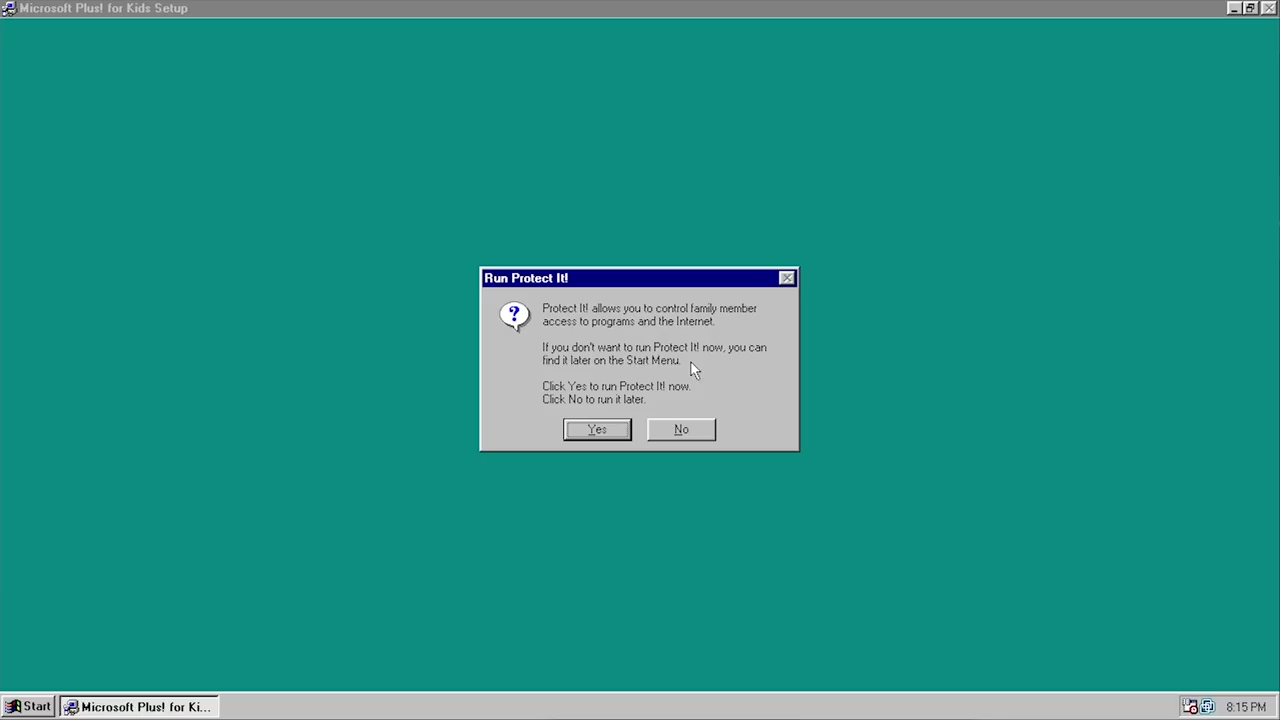 Microsoft Plus! for Kids Setup
Run Protect It!
?
Protect It! allows you to control family member
access to programs and the Internet.
If you don't want to run Protect It! now, you can
find it later on the Start Menu.
Click Yes to run Protect It! now.
Click No to run it later.
Yes
No
Start
Microsoft Plus! for Ki...
8:15 PM